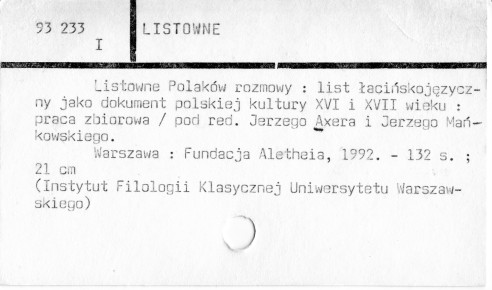 93 233
I
LISTOWNE
Listowne Polaków rozmowy : list łacińskojęzycz-
ny jako dokument polskiej kultury XVI i XVII wieku :
praca zbiorowa / pod red. Jerzego Axera i Jerzego Mań-
kowskiego.
Warszawa : Fundacja Aletheia, 1992. - 132 s. ;
21 cm
(Instytut Filologii Klasycznej Uniwersytetu Warszaw-
skiego)